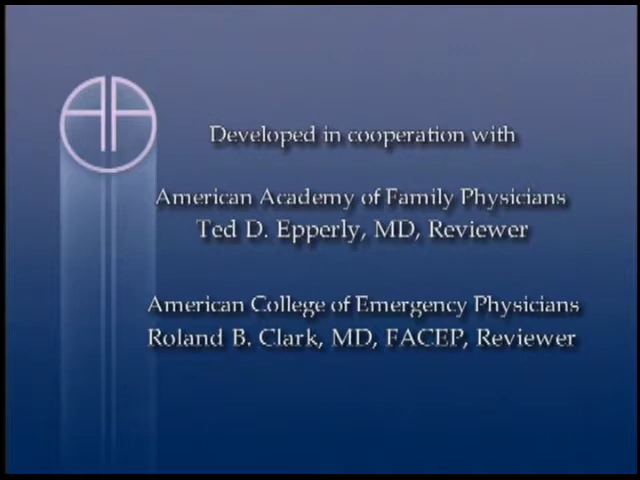 Developed in cooperation with
American Academy of Family Physicians
Ted D. Epperly, MD, Reviewer
American College of Emergency Physicians
Roland B. Clark, MD, FACEP, Reviewer